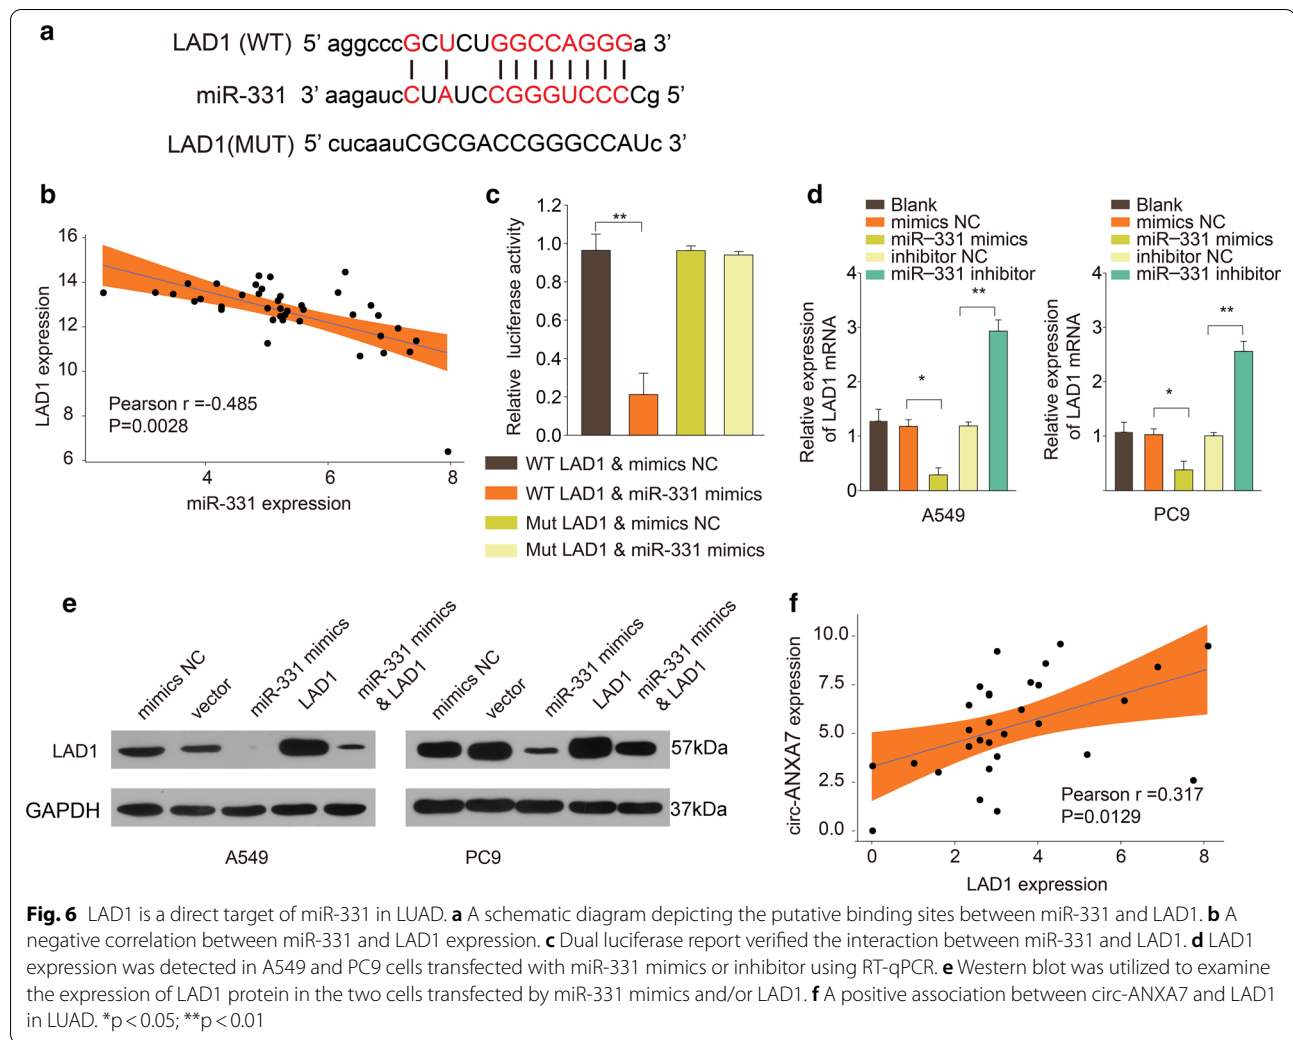 a
LAD1 (WT) 5’ aggcccGCUCUGGCCAGGGa 3’
miR-331 3’ aagaucCUAUCCGGGUCCCCg 5’
LAD1(MUT) 5’ cucaauCGCGACCGGGCCAUc 3’
b
16
14
12
10
8
6
LAD1 expression
Pearson r =-0.485
P=0.0028
4 6 8
miR-331 expression
c
1.2
1.0
0.8
0.6
0.4
0.2
0.0
Relative luciferase activity
**
WT LAD1 & mimics NC
WT LAD1 & miR-331 mimics
Mut LAD1 & mimics NC
Mut LAD1 & miR-331 mimics
d
Blank
mimics NC
miR–331 mimics
inhibitor NC
miR–331 inhibitor
4
3
2
1
0
Relative expression
of LAD1 mRNA
*
**
A549
Blank
mimics NC
miR–331 mimics
inhibitor NC
miR–331 inhibitor
4
3
2
1
Relative expression
of LAD1 mRNA
*
**
PC9
e
mimics NC
vector
miR-331 mimics
LAD1
miR-331 mimics
& LAD1
mimics NC
vector
miR-331 mimics
LAD1
miR-331 mimics
& LAD1
LAD1
57kDa
GAPDH
37kDa
A549
PC9
f
10.0
7.5
5.0
2.5
0.0
circ-ANXA7 expression
Pearson r =0.317
P=0.0129
0 2 4 6 8
LAD1 expression
Fig. 6 LAD1 is a direct target of miR-331 in LUAD. a A schematic diagram depicting the putative binding sites between miR-331 and LAD1. b A
negative correlation between miR-331 and LAD1 expression. c Dual luciferase report verified the interaction between miR-331 and LAD1. d LAD1
expression was detected in A549 and PC9 cells transfected with miR-331 mimics or inhibitor using RT-qPCR. e Western blot was utilized to examine
the expression of LAD1 protein in the two cells transfected by miR-331 mimics and/or LAD1. f A positive association between circ-ANXA7 and LAD1
in LUAD. *p < 0.05; **p < 0.01